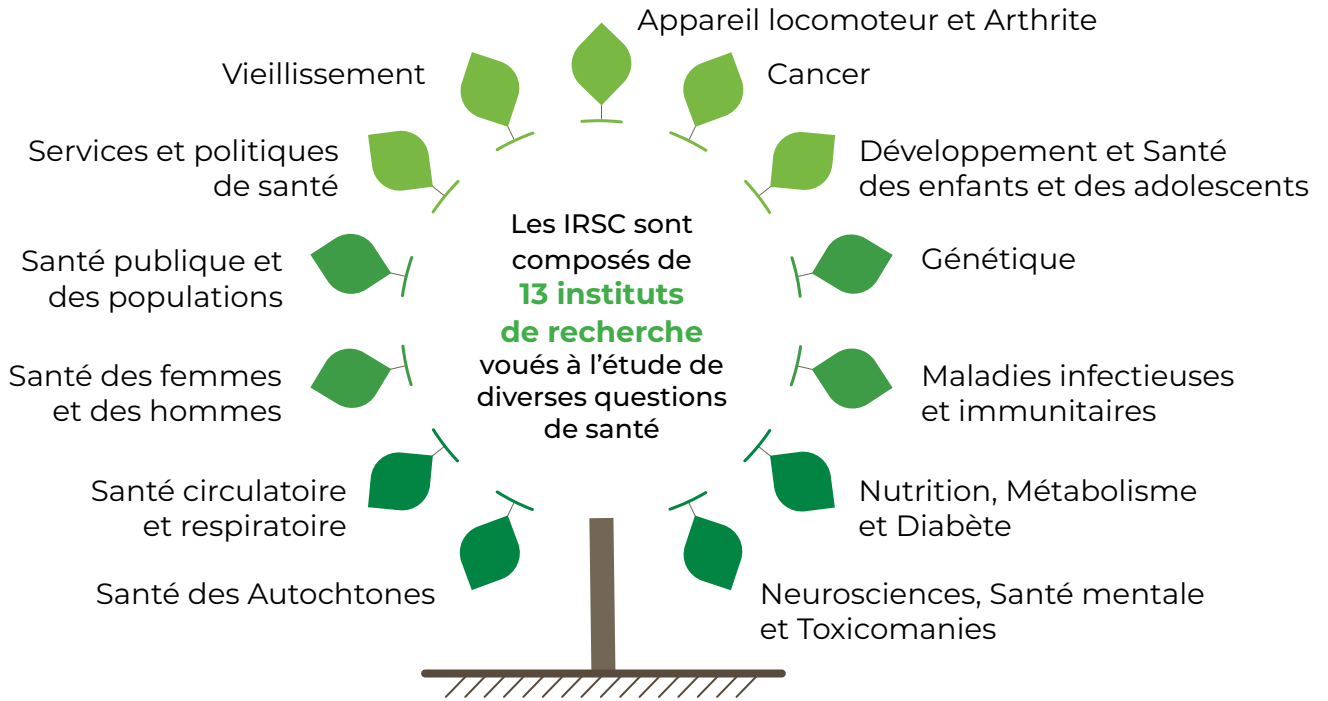 Appareil locomoteur et Arthrite
Cancer
Développement et Santé
des enfants et des adolescents
Génétique
Maladies infectieuses
et immunitaires
Nutrition, Métabolisme
et Diabète
Neurosciences, Santé mentale
et Toxicomanies
Santé des Autochtones
Santé circulatoire
et respiratoire
Santé des femmes
et des hommes
Santé publique et
des populations
Services et politiques
de santé
Vieillissement
Les IRSC sont
composés de
13 instituts
de recherche
voués à l’étude de
diverses questions
de santé